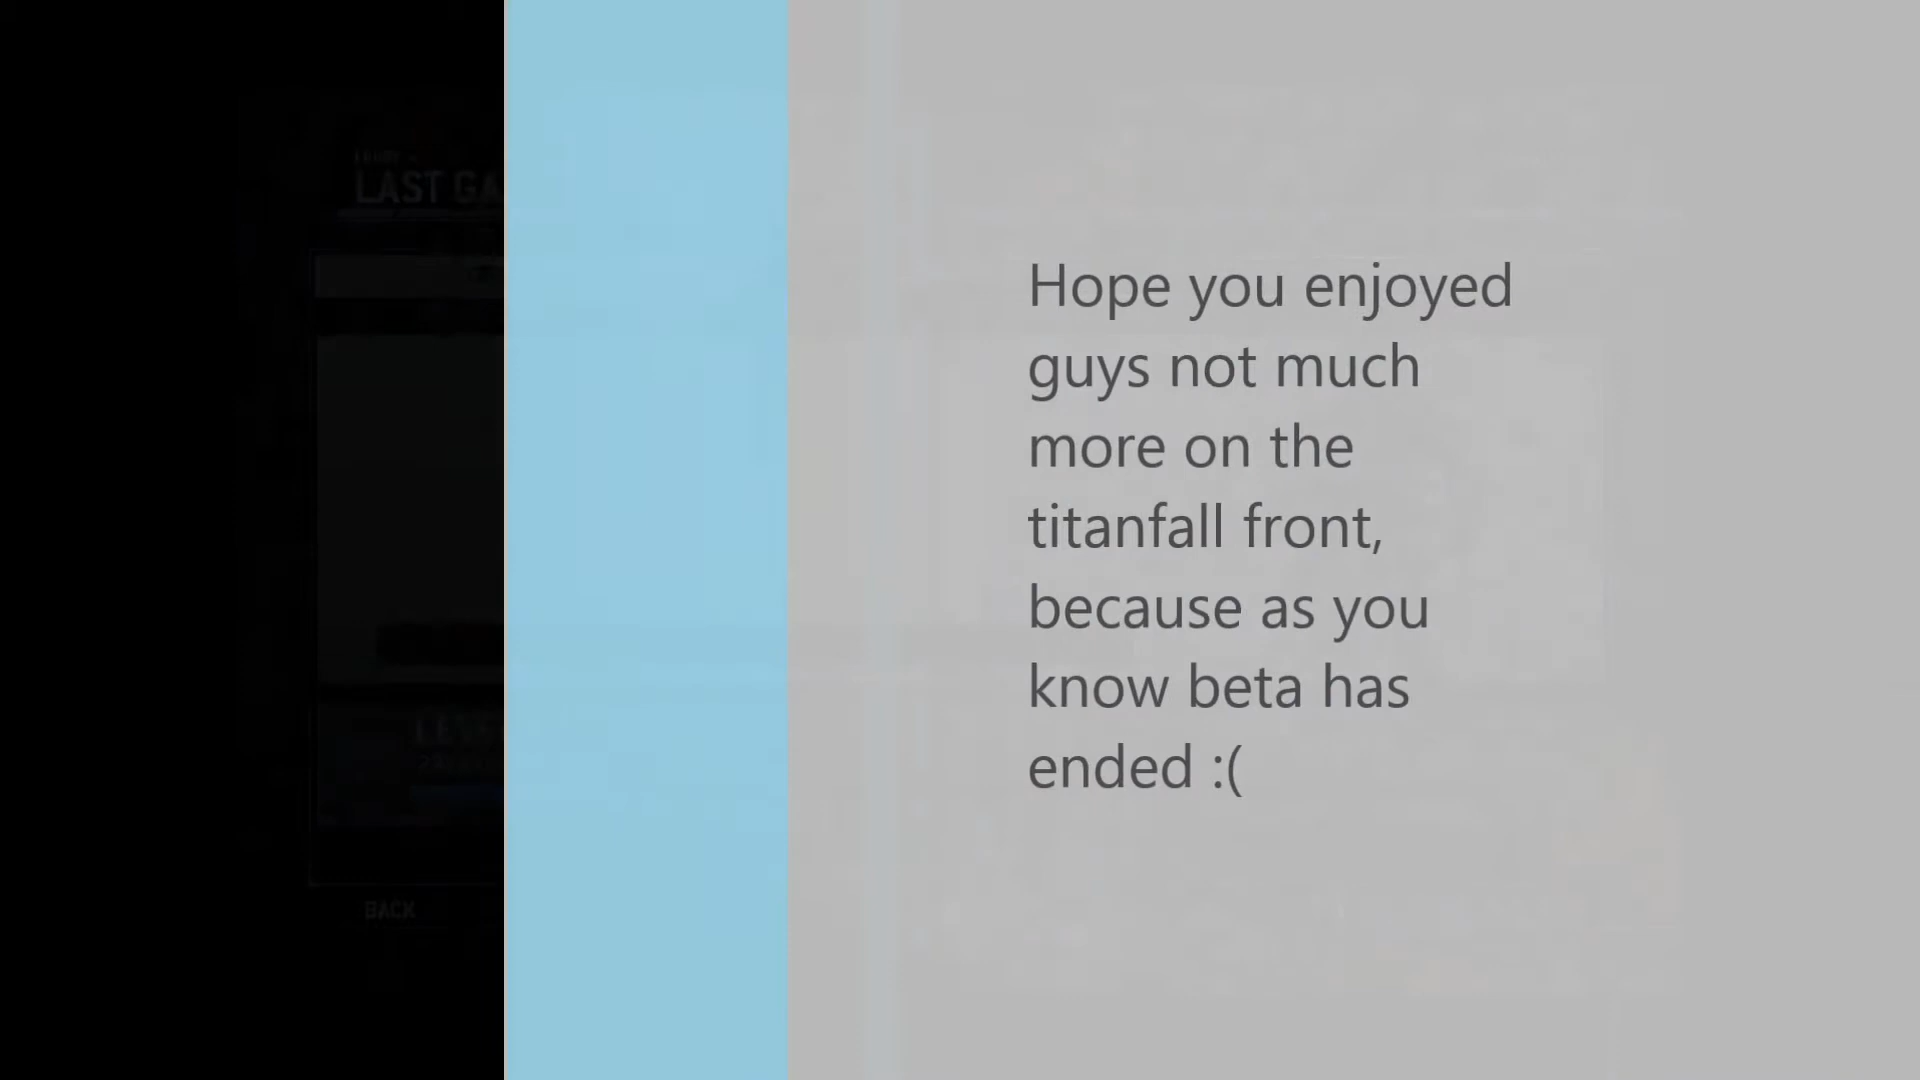 LAST GA
Hope you enjoyed
guys not much
more on the
titanfall front,
because as you
know beta has
ended :(
BACK